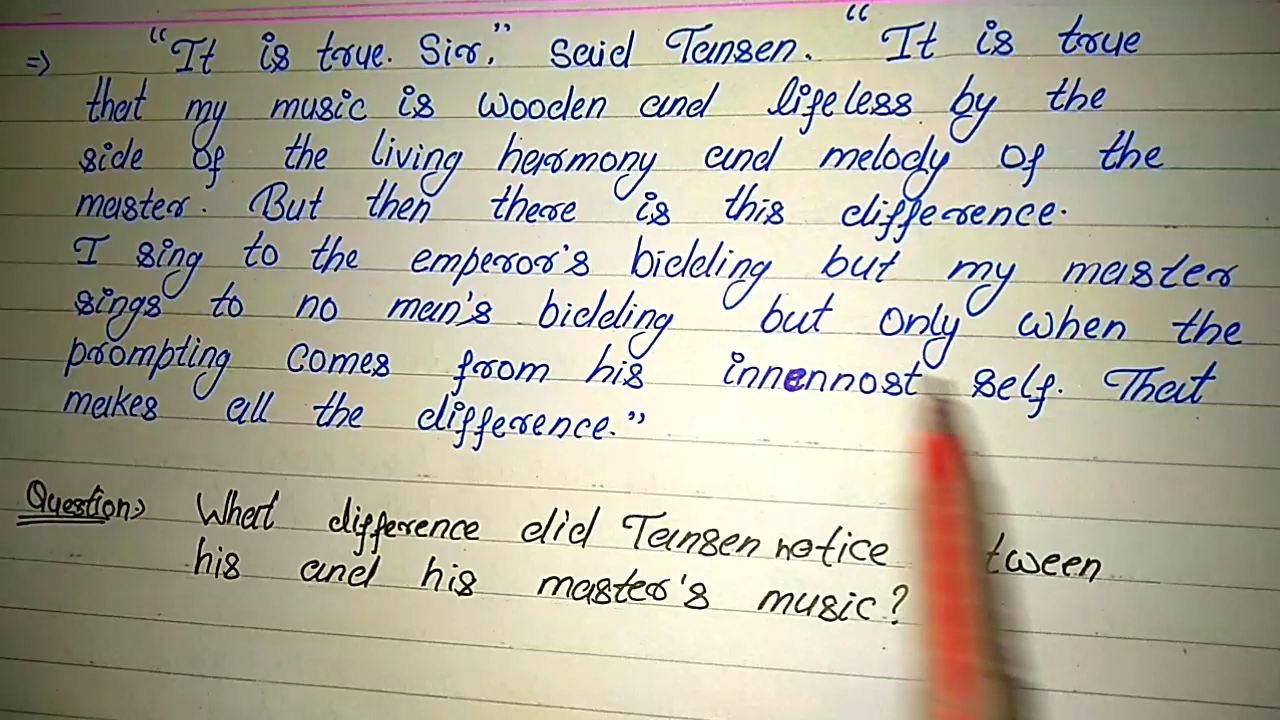 ⇒ "It is true. Sir," said Tansen. "It is true
that my music is wooden and lifeless by the
side of the living harmony and melody of the
master. But then there is this difference.
I sing to the emperor's bidding but my master
sings to no man's bidding but only when the
prompting comes from his innennost self. That
makes all the difference."
Question⇒ What difference did Tansen notice tween
his and his master's music?